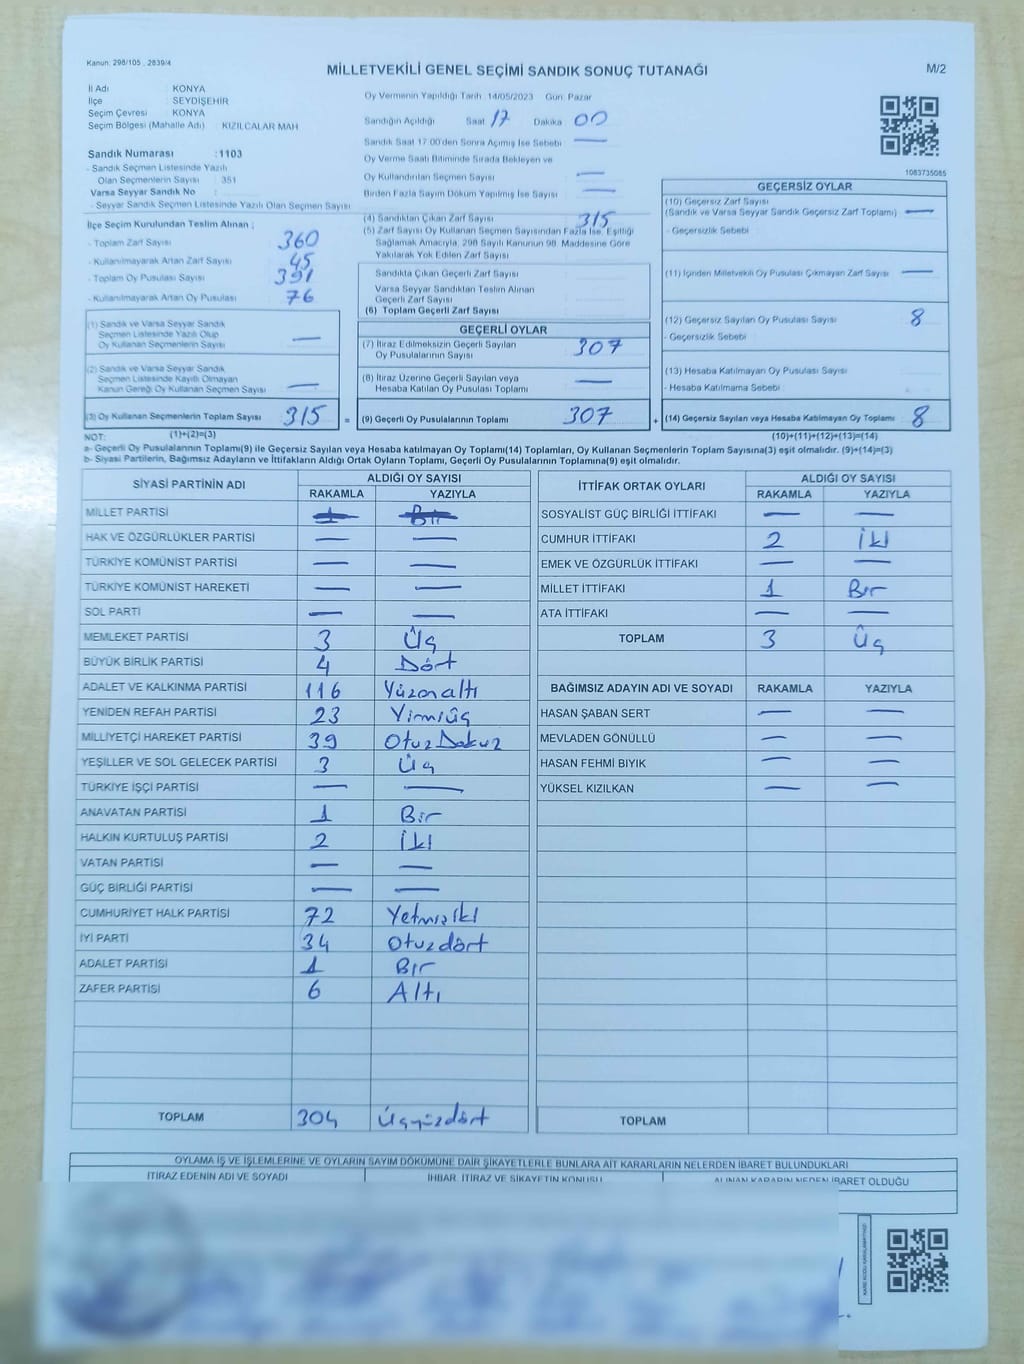 Kanun: 298/105 , 2839/4
MİLLETVEKİLİ GENEL SEÇİMİ SANDIK SONUÇ TUTANAĞI
M/2
İl Adı : KONYA
İlçe : SEYDİŞEHİR
Seçim Çevresi : KONYA
Seçim Bölgesi (Mahalle Adı) : KIZILCALAR MAH
Sandık Numarası : 1103
- Sandık Seçmen Listesinde Yazılı
Olan Seçmenlerin Sayısı : 351
Varsa Seyyar Sandık No :
- Seyyar Sandık Seçmen Listesinde Yazılı Olan Seçmen Sayısı:
Oy Vermenin Yapıldığı Tarih :14/05/2023 Gün: Pazar
Sandığın Açıldığı Saat 17 Dakika 00
Sandık Saat 17:00'den Sonra Açımış İse Sebebi —
Oy Verme Saati Bitiminde Sırada Bekleyen ve
Oy Kullandırılan Seçmen Sayısı —
Birden Fazla Sayım Döküm Yapılmış İse Sayısı —
1083735085
İlçe Seçim Kurulundan Teslim Alınan ;
- Toplam Zarf Sayısı : 360
- Kullanılmayarak Artan Zarf Sayısı : 45
- Toplam Oy Pusulası Sayısı : 391
- Kullanılmayarak Artan Oy Pusulası : 76
(4) Sandıktan Çıkan Zarf Sayısı : 315
(5) Zarf Sayısı Oy Kullanan Seçmen Sayısından Fazla İse, Eşitliği
Sağlamak Amacıyla, 298 Sayılı Kanunun 98. Maddesine Göre
Yakılarak Yok Edilen Zarf Sayısı
Sandıkta Çıkan Geçerli Zarf Sayısı :
Varsa Seyyar Sandıktan Teslim Alınan
Geçerli Zarf Sayısı
(6) Toplam Geçerli Zarf Sayısı
GEÇERSİZ OYLAR
(10) Geçersiz Zarf Sayısı
(Sandık ve Varsa Seyyar Sandık Geçersiz Zarf Toplamı) —
- Geçersizlik Sebebi :
(11) İçinden Milletvekili Oy Pusulası Çıkmayan Zarf Sayısı —
(12) Geçersiz Sayılan Oy Pusulası Sayısı 8
- Geçersizlik Sebebi
(13) Hesaba Katılmayan Oy Pusulası Sayısı
- Hesaba Katılmama Sebebi
(1) Sandık ve Varsa Seyyar Sandık
Seçmen Listesinde Yazılı Olup
Oy Kullanan Seçmenlerin Sayısı —
(2) Sandık ve Varsa Seyyar Sandık
Seçmen Listesinde Kayıtlı Olmayan
Kanun Gereği Oy Kullanan Seçmen Sayısı —
GEÇERLİ OYLAR
(7) İtiraz Edilmeksizin Geçerli Sayılan
Oy Pusulalarının Sayısı 307
(8) İtiraz Üzerine Geçerli Sayılan veya
Hesaba Katılan Oy Pusulası Toplamı —
(3) Oy Kullanan Seçmenlerin Toplam Sayısı 315 = (9) Geçerli Oy Pusulalarının Toplamı 307 + (14) Geçersiz Sayılan veya Hesaba Katılmayan Oy Toplamı 8
NOT: (1)+(2)=(3) (10)+(11)+(12)+(13)=(14)
a- Geçerli Oy Pusulalarının Toplamı(9) ile Geçersiz Sayılan veya Hesaba katılmayan Oy Toplamı(14) Toplamları, Oy Kullanan Seçmenlerin Toplam Sayısına(3) eşit olmalıdır. (9)+(14)=(3)
b- Siyasi Partilerin, Bağımsız Adayların ve İttifakların Aldığı Ortak Oyların Toplamı, Geçerli Oy Pusulalarının Toplamına(9) eşit olmalıdır.
SİYASİ PARTİNİN ADI ALDIĞI OY SAYISI
RAKAMLA YAZIYLA
MİLLET PARTİSİ 1 Bir
HAK VE ÖZGÜRLÜKLER PARTİSİ — —
TÜRKİYE KOMÜNİST PARTİSİ — —
TÜRKİYE KOMÜNİST HAREKETİ — —
SOL PARTİ — —
MEMLEKET PARTİSİ 3 Üç
BÜYÜK BİRLİK PARTİSİ 4 Dört
ADALET VE KALKINMA PARTİSİ 116 Yüzonaltı
YENİDEN REFAH PARTİSİ 23 Yirmiüç
MİLLİYETÇİ HAREKET PARTİSİ 39 OtuzDokuz
YEŞİLLER VE SOL GELECEK PARTİSİ 3 Üç
TÜRKİYE İŞÇİ PARTİSİ — —
ANAVATAN PARTİSİ 1 Bir
HALKIN KURTULUŞ PARTİSİ 2 İki
VATAN PARTİSİ — —
GÜÇ BİRLİĞİ PARTİSİ — —
CUMHURİYET HALK PARTİSİ 72 Yetmişiki
İYİ PARTİ 34 Otuzdört
ADALET PARTİSİ 1 Bir
ZAFER PARTİSİ 6 Altı
TOPLAM 304 Üçyüzdört
İTTİFAK ORTAK OYLARI ALDIĞI OY SAYISI
RAKAMLA YAZIYLA
SOSYALİST GÜÇ BİRLİĞİ İTTİFAKI — —
CUMHUR İTTİFAKI 2 İki
EMEK VE ÖZGÜRLÜK İTTİFAKI — —
MİLLET İTTİFAKI 1 Bir
ATA İTTİFAKI — —
TOPLAM 3 Üç
BAĞIMSIZ ADAYIN ADI VE SOYADI RAKAMLA YAZIYLA
HASAN ŞABAN SERT — —
MEVLADEN GÖNÜLLÜ — —
HASAN FEHMİ BIYIK — —
YÜKSEL KIZILKAN — —
TOPLAM
OYLAMA İŞ VE İŞLEMLERİNE VE OYLARIN SAYIM DÖKÜMÜNE DAİR ŞİKAYETLERLE BUNLARA AİT KARARLARIN NELERDEN İBARET BULUNDUKLARI
İTİRAZ EDENİN ADI VE SOYADI İHBAR, İTİRAZ VE ŞİKAYETİN KONUSU ALINAN KARARIN NEDEN İBARET OLDUĞU
KARE KODU KARALAMAYINIZ!